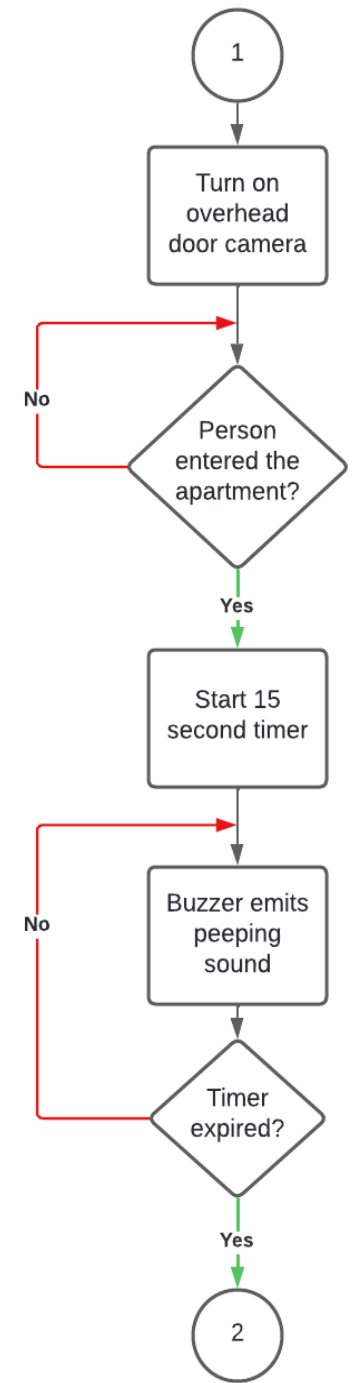 1
Turn on
overhead
door camera
No
Person
entered the
apartment?
Yes
Start 15
second timer
No
Buzzer emits
peeping
sound
Timer
expired?
Yes
2